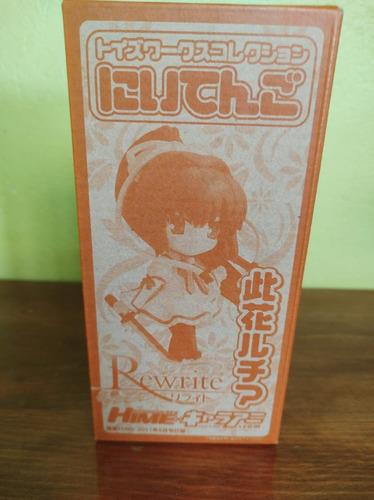 トイズワークスコレクション
にいてんご
此花ルチア
Rewrite
リライト
HIME×キャラアニ